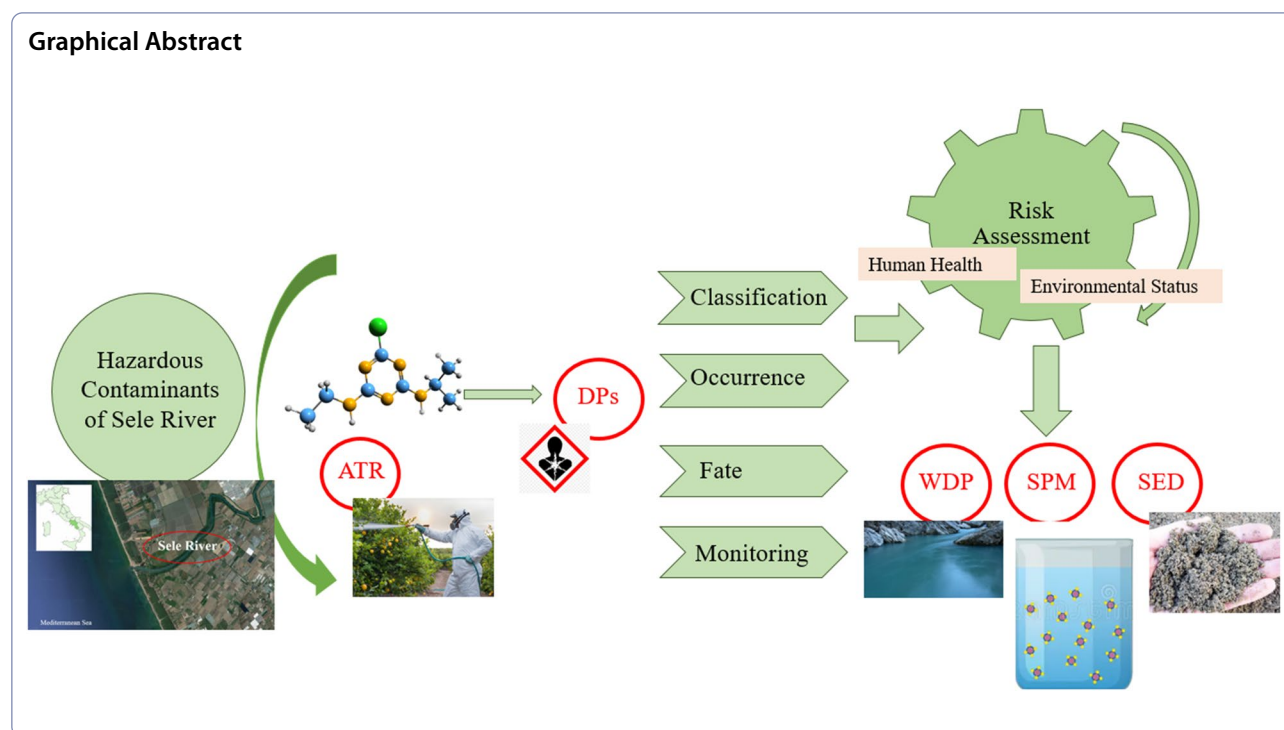 Graphical Abstract
Hazardous
Contaminants
of Sele River
Sele River
Mediterranean Sea
ATR
DPs
Classification
Occurrence
Fate
Monitoring
Risk
Assessment
Human Health
Environmental Status
WDP
SPM
SED